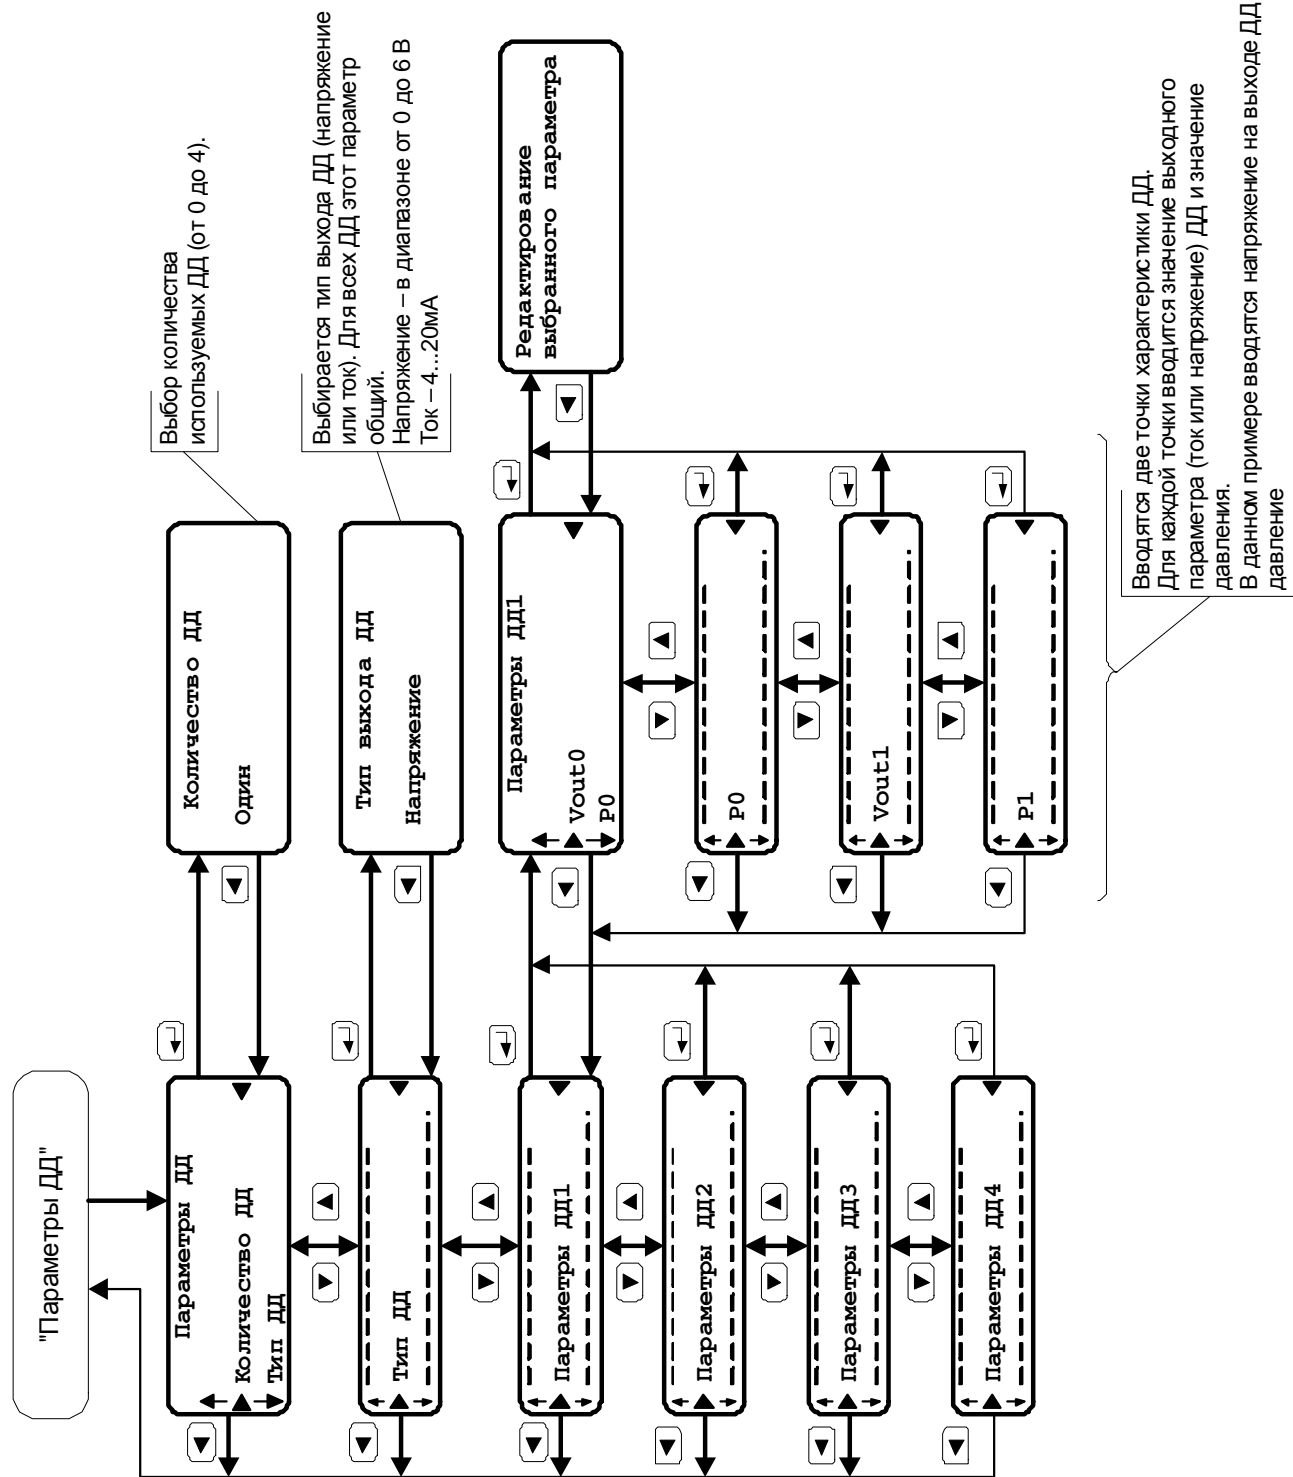 "Параметры ДД"
Параметры ДД
Количество ДД
Тип ДД
Количество ДД
Один
Выбор количества
используемых ДД (от 0 до 4).
Тип ДД
Тип выхода ДД
Напряжение
Выбирается тип выхода ДД (напряжение
или ток). Для всех ДД этот параметр
общий.
Напряжение – в диапазоне от 0 до 6 В
Ток – 4...20мА
Параметры ДД1
Параметры ДД1
Vout0
P0
Редактирование
выбранного параметра
Параметры ДД2
P0
Параметры ДД3
Vout1
Параметры ДД4
P1
Вводятся две точки характеристики ДД.
Для каждой точки вводится значение выходного
параметра (ток или напряжение) ДД и значение
давления.
В данном примере вводятся напряжение на выходе ДД
давление